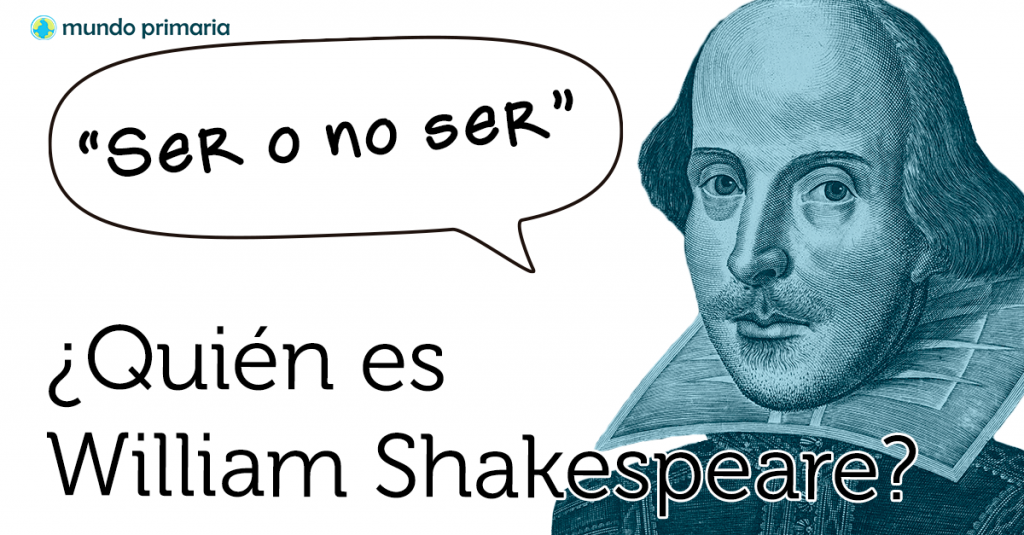 mundo primaria
“Ser o no ser”
¿Quién es
William Shakespeare?